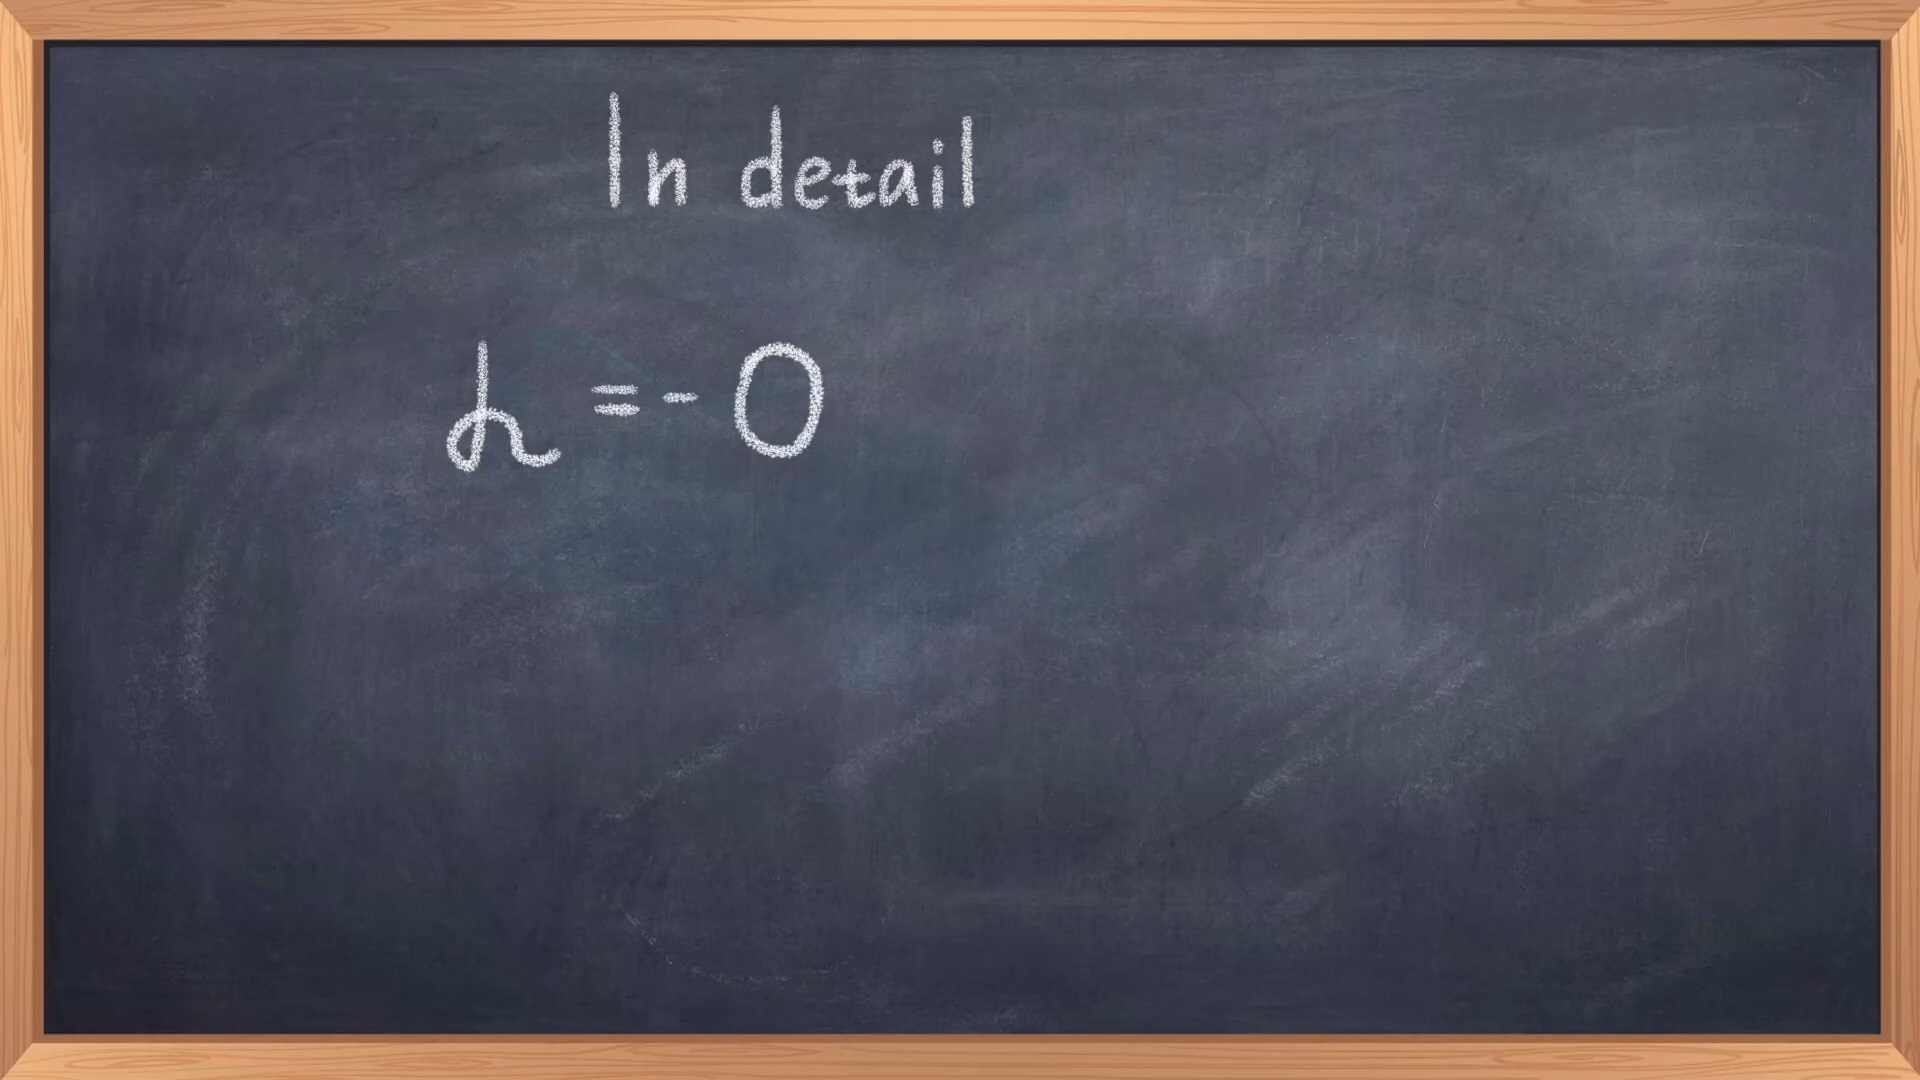 In detail
h = - 0